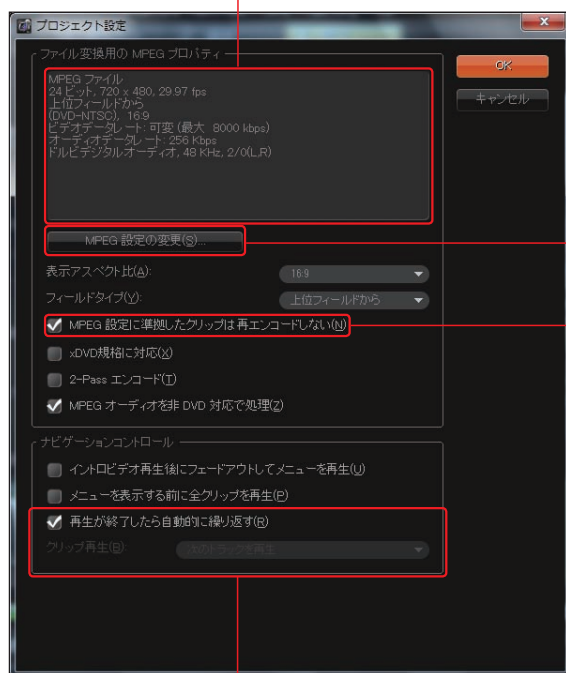 プロジェクト設定
ファイル変換用の MPEG プロパティ
OK
キャンセル
MPEG ファイル
24 ビット, 720 x 480, 29.97 fps
上位フィールドから
(DVD-NTSC), 16:9
ビデオデータレート: 可変 (最大 8000 kbps)
オーディオデータレート: 256 Kbps
ドルビデジタルオーディオ, 48 KHz, 2/0(L,R)
MPEG 設定の変更(S)...
表示アスペクト比(A): 16:9
フィールドタイプ(Y): 上位フィールドから
MPEG 設定に準拠したクリップは再エンコードしない(N)
xDVD規格に対応(X)
2-Pass エンコード(T)
MPEG オーディオを非 DVD 対応で処理(Z)
ナビゲーションコントロール
イントロビデオ再生後にフェードアウトしてメニューを再生(U)
メニューを表示する前に全クリップを再生(P)
再生が終了したら自動的に繰り返す(R)
クリップ再生(B): 次のトラックを再生